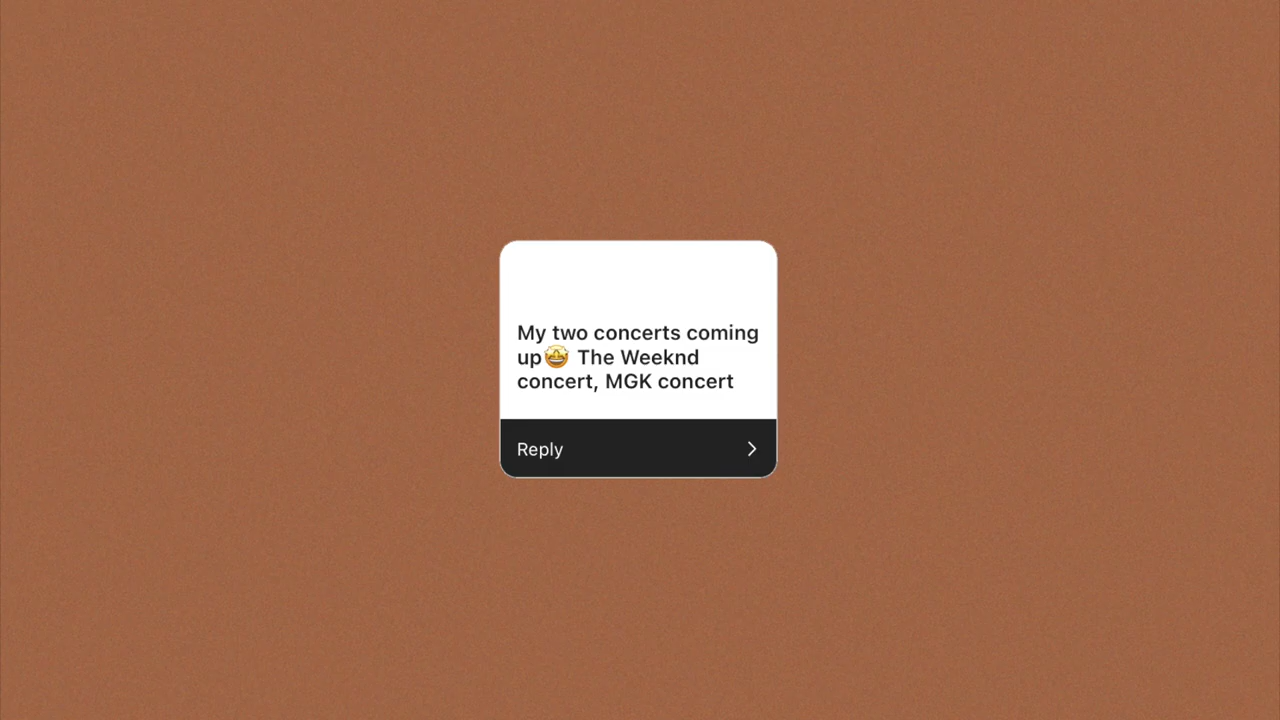 My two concerts coming
up🤩 The Weeknd
concert, MGK concert
Reply